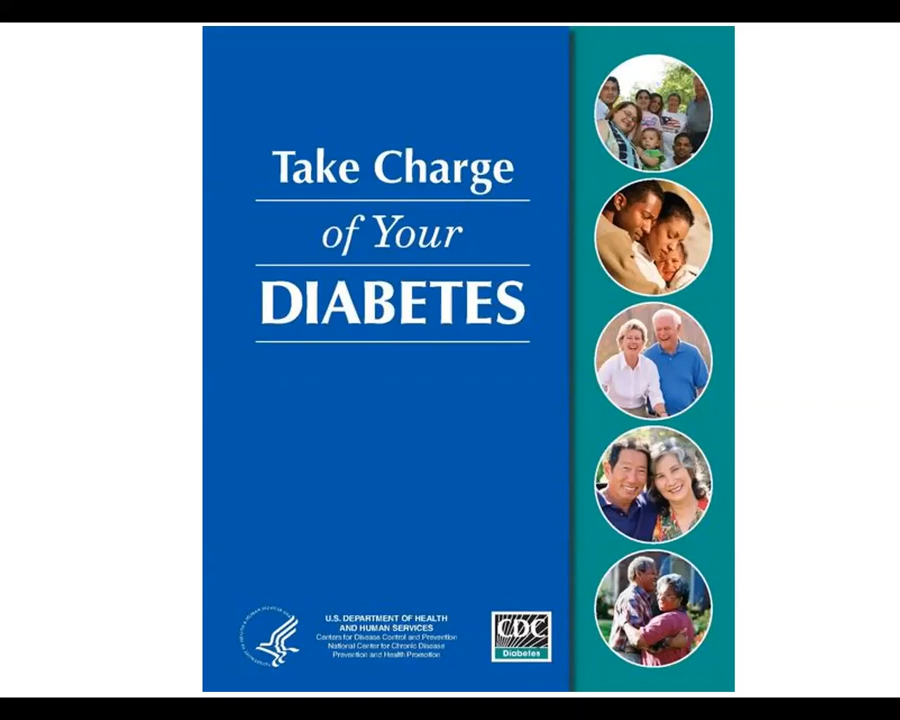 Take Charge
of Your
DIABETES
U.S. DEPARTMENT OF HEALTH
AND HUMAN SERVICES
Centers for Disease Control and Prevention
National Center for Chronic Disease
Prevention and Health Promotion
CDC
Diabetes